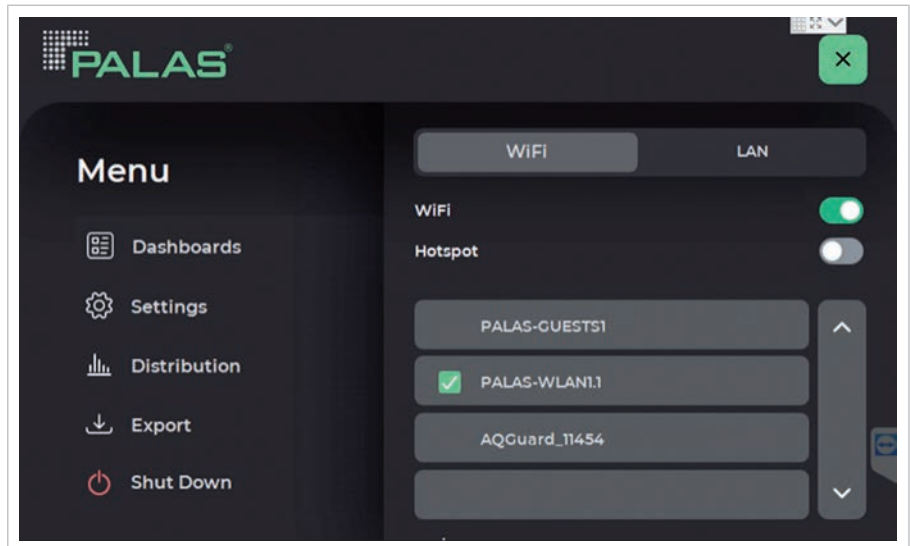 PALAS®
Menu
Dashboards
Settings
Distribution
Export
Shut Down
WiFi
LAN
WiFi
Hotspot
PALAS-GUESTS1
PALAS-WLAN1.1
AQGuard_11454